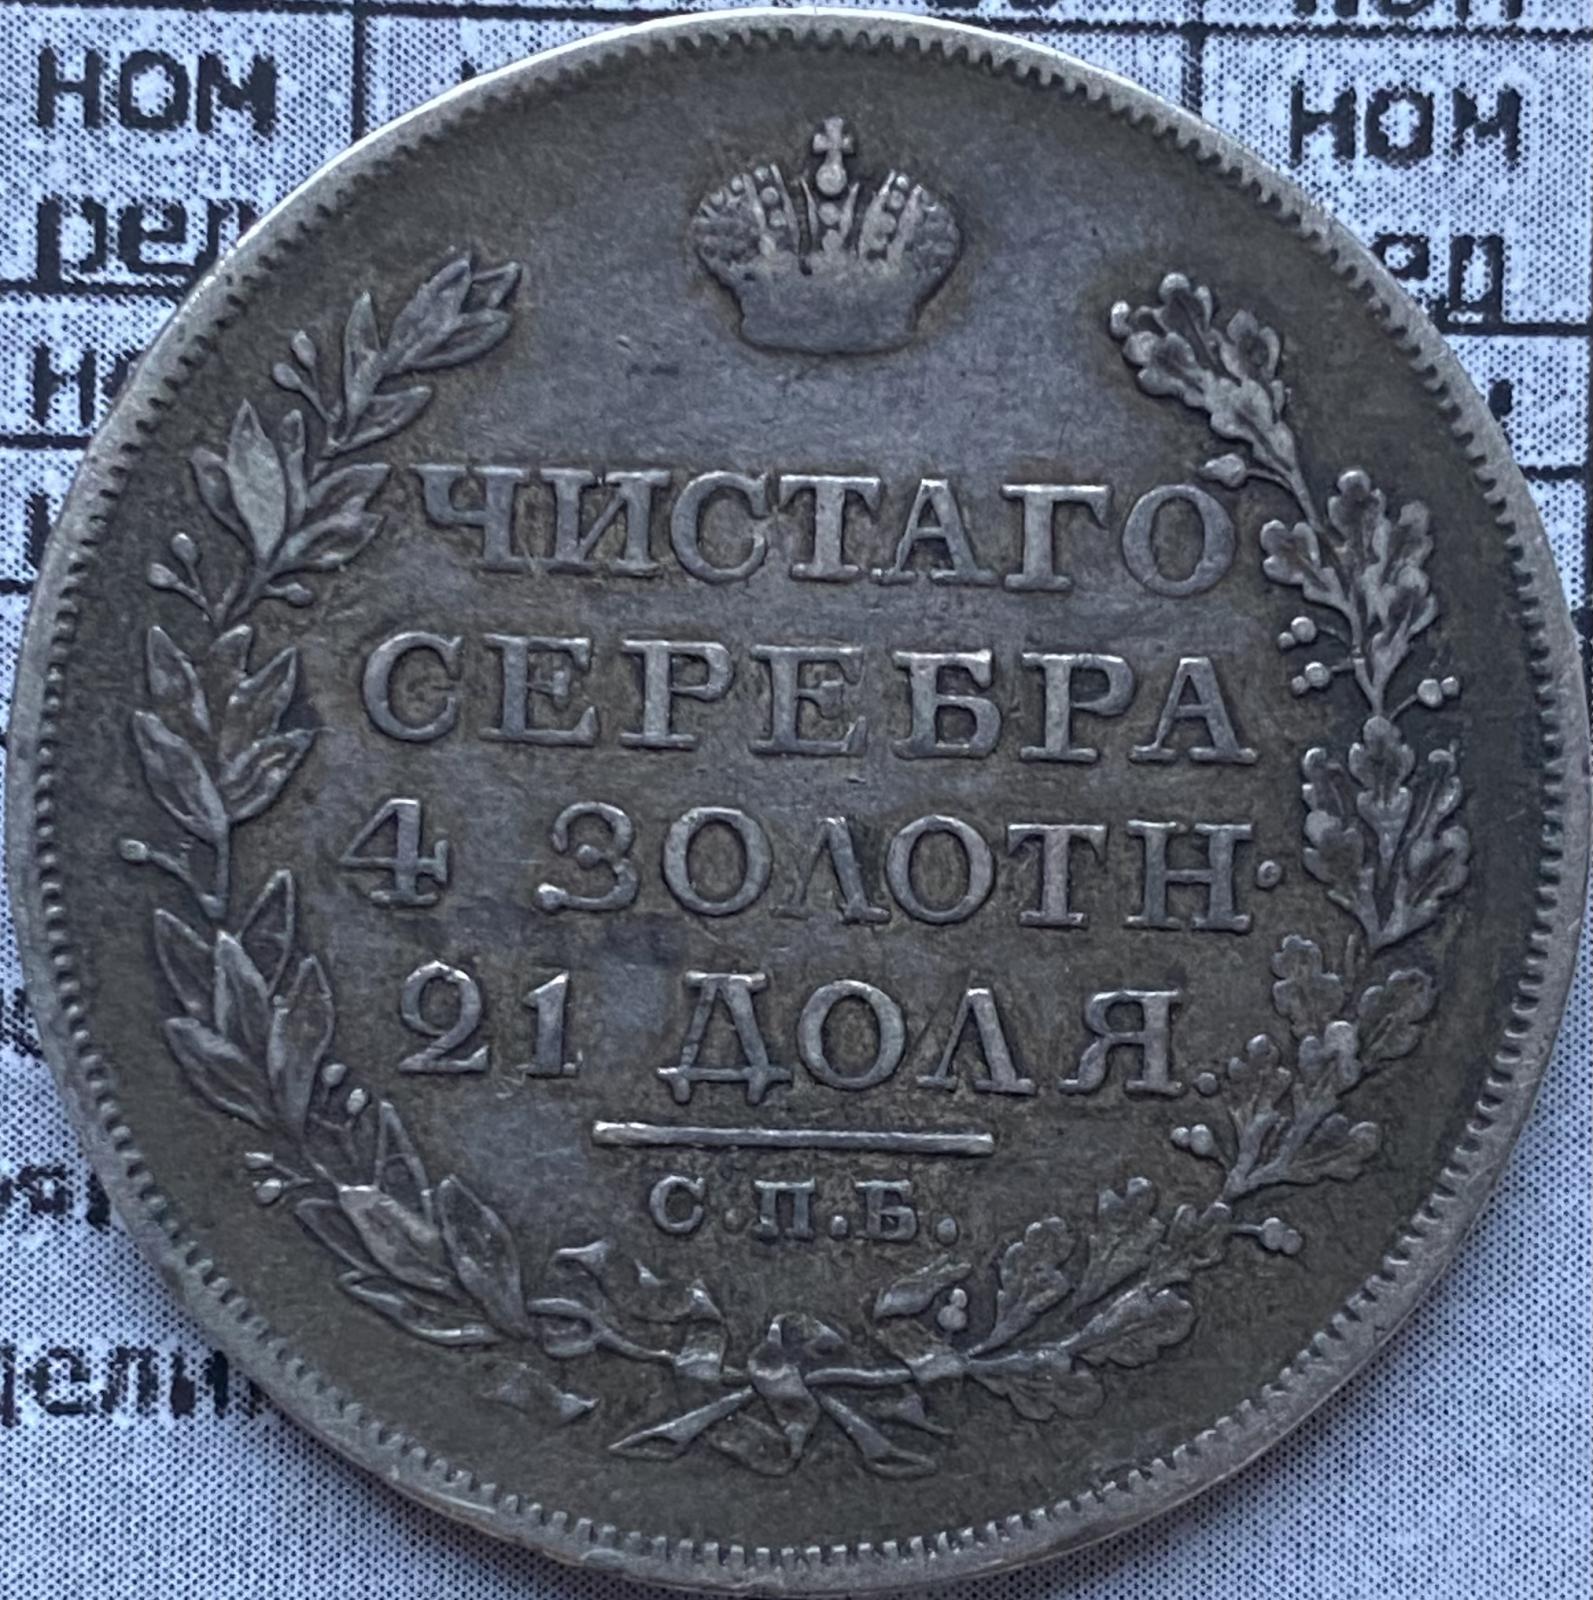 ном
ном
ЧИСТАГО
СЕРЕБРА
4 ЗОЛОТН.
21 ДОЛЯ.
С.П.Б.